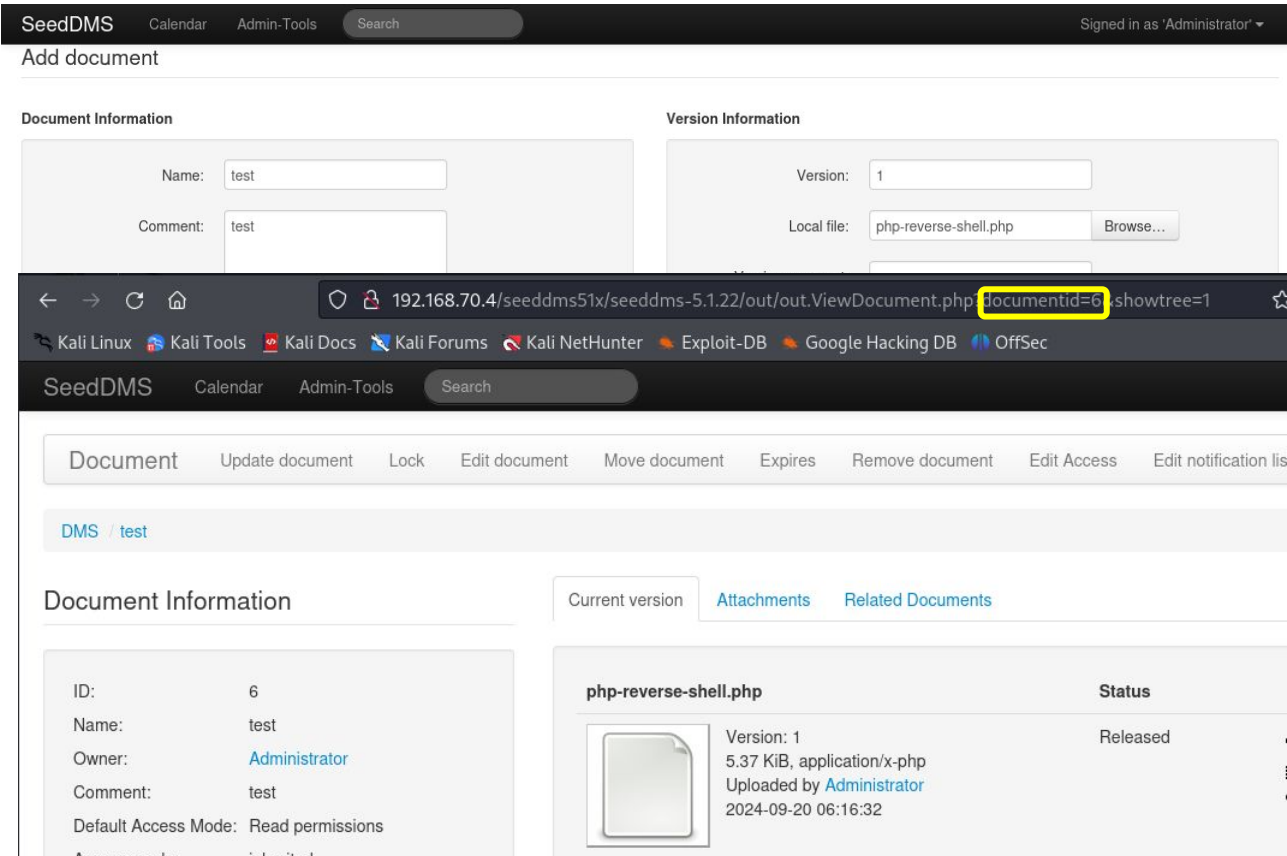 SeedDMS Calendar Admin-Tools Search Signed in as 'Administrator'
Add document
Document Information
Version Information
Name: test
Version: 1
Comment: test
Local file: php-reverse-shell.php Browse...
192.168.70.4/seeddms51x/seeddms-5.1.22/out/out.ViewDocument.php?documentid=6&showtree=1
Kali Linux Kali Tools Kali Docs Kali Forums Kali NetHunter Exploit-DB Google Hacking DB OffSec
SeedDMS Calendar Admin-Tools Search
Document Update document Lock Edit document Move document Expires Remove document Edit Access Edit notification lis
DMS / test
Document Information
Current version Attachments Related Documents
ID: 6
Name: test
Owner: Administrator
Comment: test
Default Access Mode: Read permissions
php-reverse-shell.php Status
Version: 1 Released
5.37 KiB, application/x-php
Uploaded by Administrator
2024-09-20 06:16:32